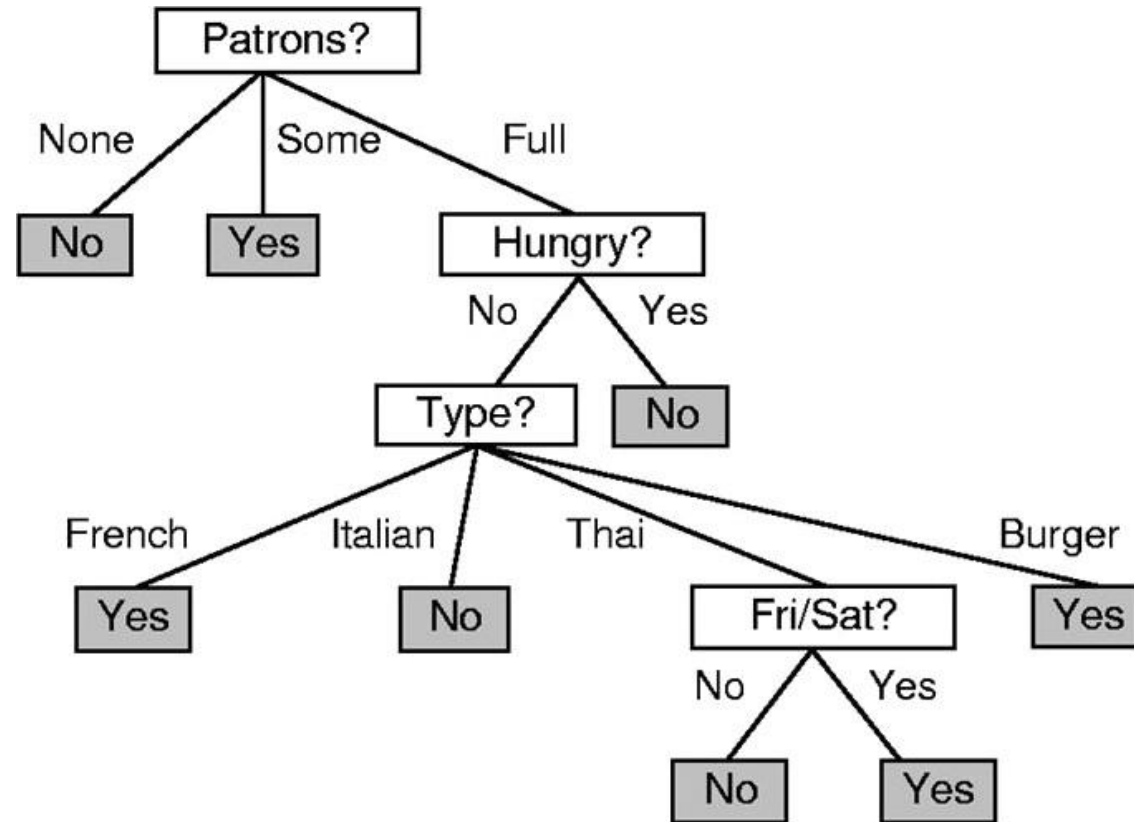 Patrons?
None Some Full
No Yes Hungry?
No Yes
Type? No
French Italian Thai Burger
Yes No Fri/Sat? Yes
No Yes
No Yes